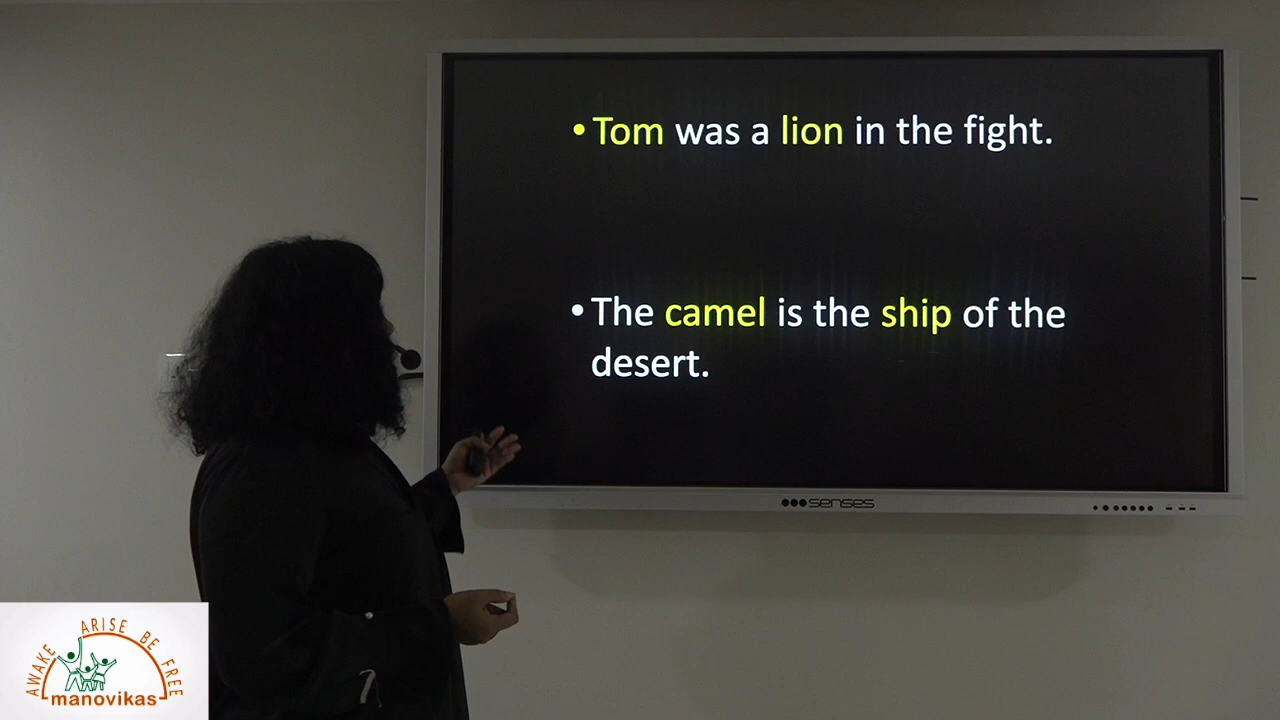 • Tom was a lion in the fight.
• The camel is the ship of the
desert.
senses
AWAKE ARISE BE FREE
manovikas